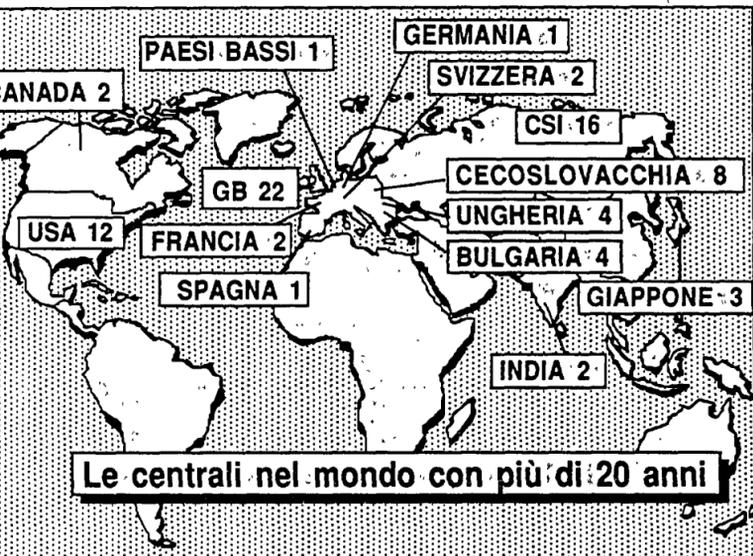 PAESI BASSI 1
GERMANIA 1
SVIZZERA 2
CANADA 2
CSI 16
GB 22
CECOSLOVACCHIA 8
USA 12
FRANCIA 2
UNGHERIA 4
BULGARIA 4
SPAGNA 1
GIAPPONE 3
INDIA 2
Le centrali nel mondo con più di 20 anni